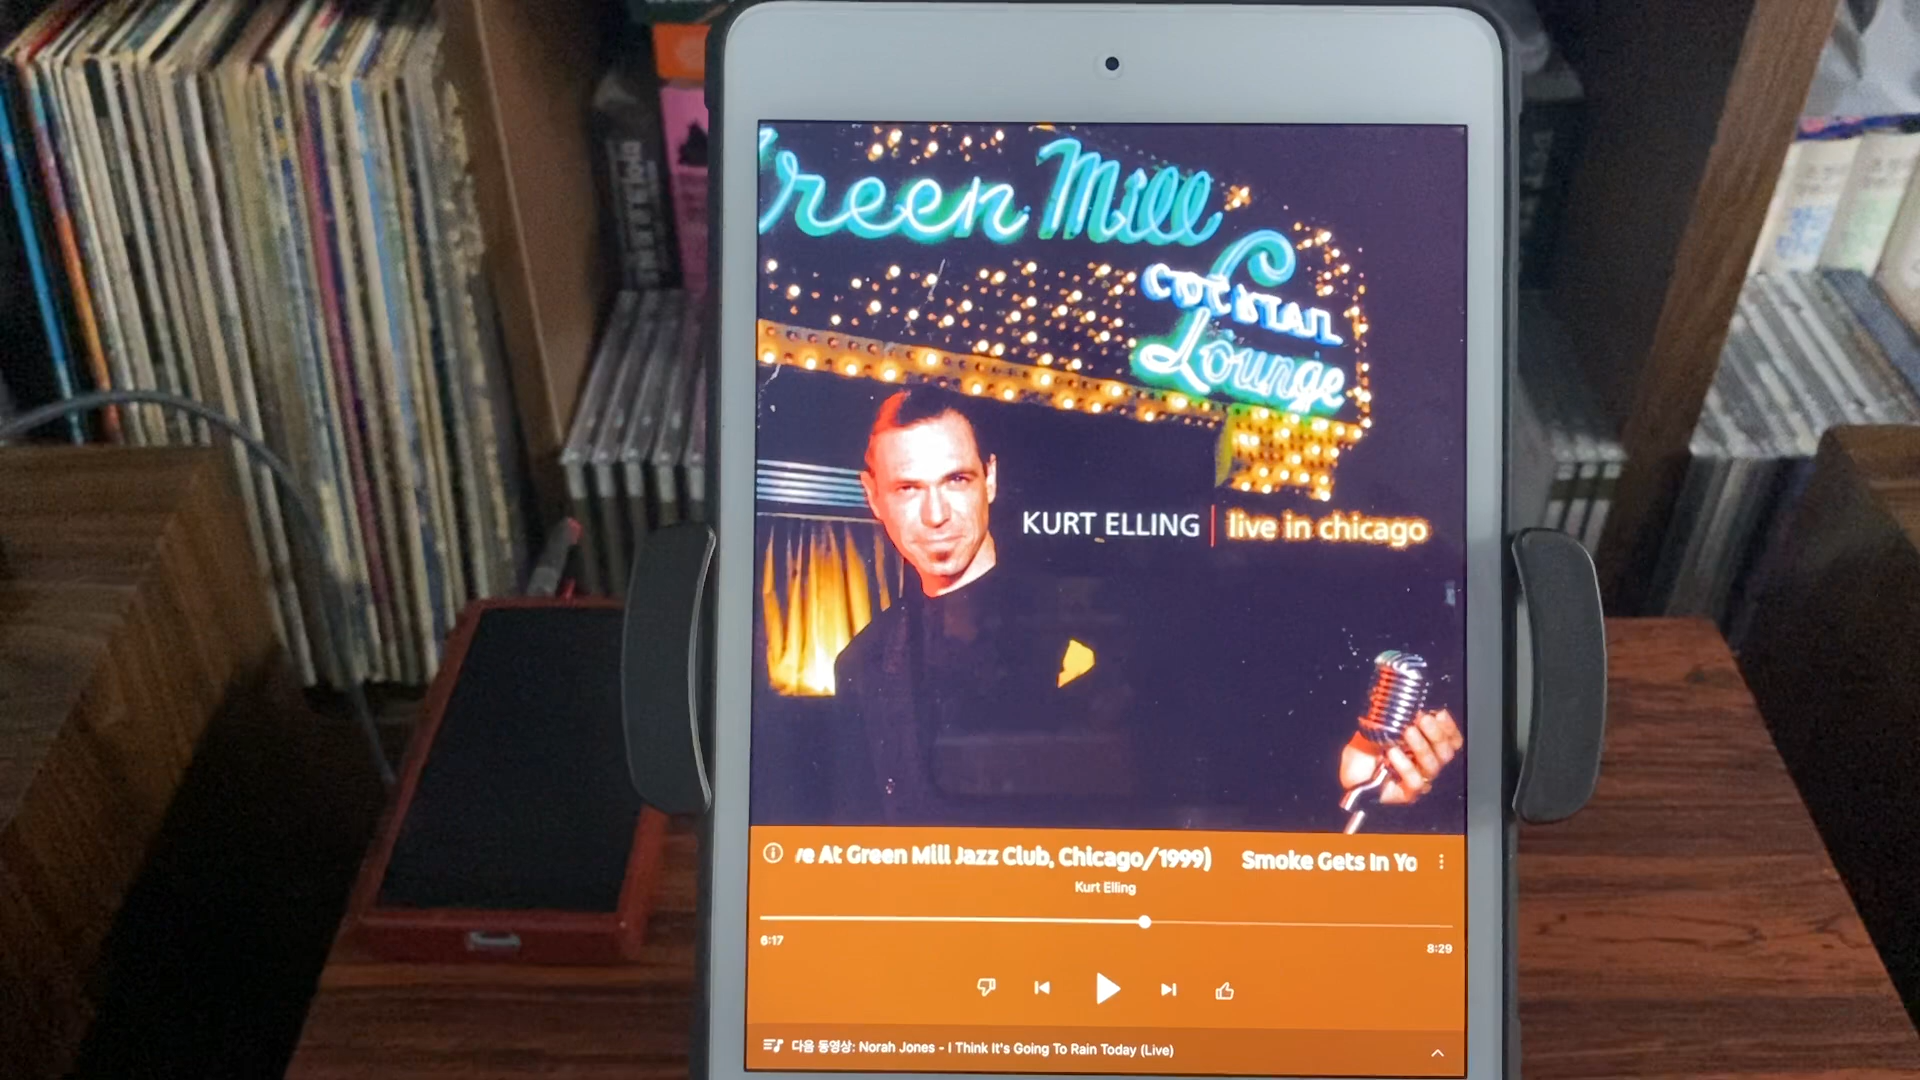 reen Mill
COCKTAIL
Lounge
KURT ELLING | live in chicago
e At Green Mill Jazz Club, Chicago/1999) Smoke Gets In Yo
Kurt Elling
6:17
8:29
다음 동영상: Norah Jones - I Think It's Going To Rain Today (Live)